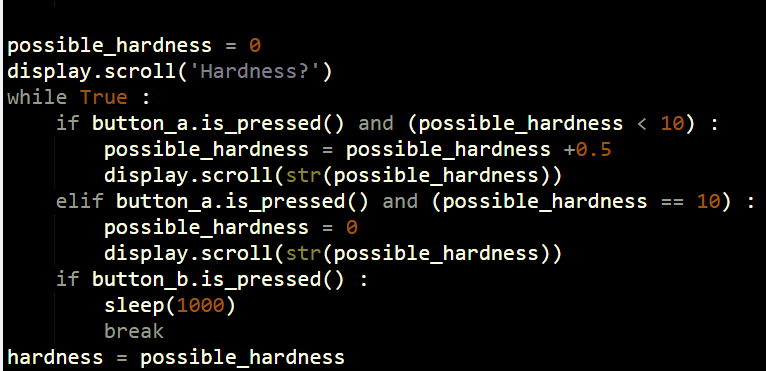 possible_hardness = 0
display.scroll('Hardness?')
while True :
    if button_a.is_pressed() and (possible_hardness < 10) :
        possible_hardness = possible_hardness +0.5
        display.scroll(str(possible_hardness))
    elif button_a.is_pressed() and (possible_hardness == 10) :
        possible_hardness = 0
        display.scroll(str(possible_hardness))
    if button_b.is_pressed() :
        sleep(1000)
        break
hardness = possible_hardness